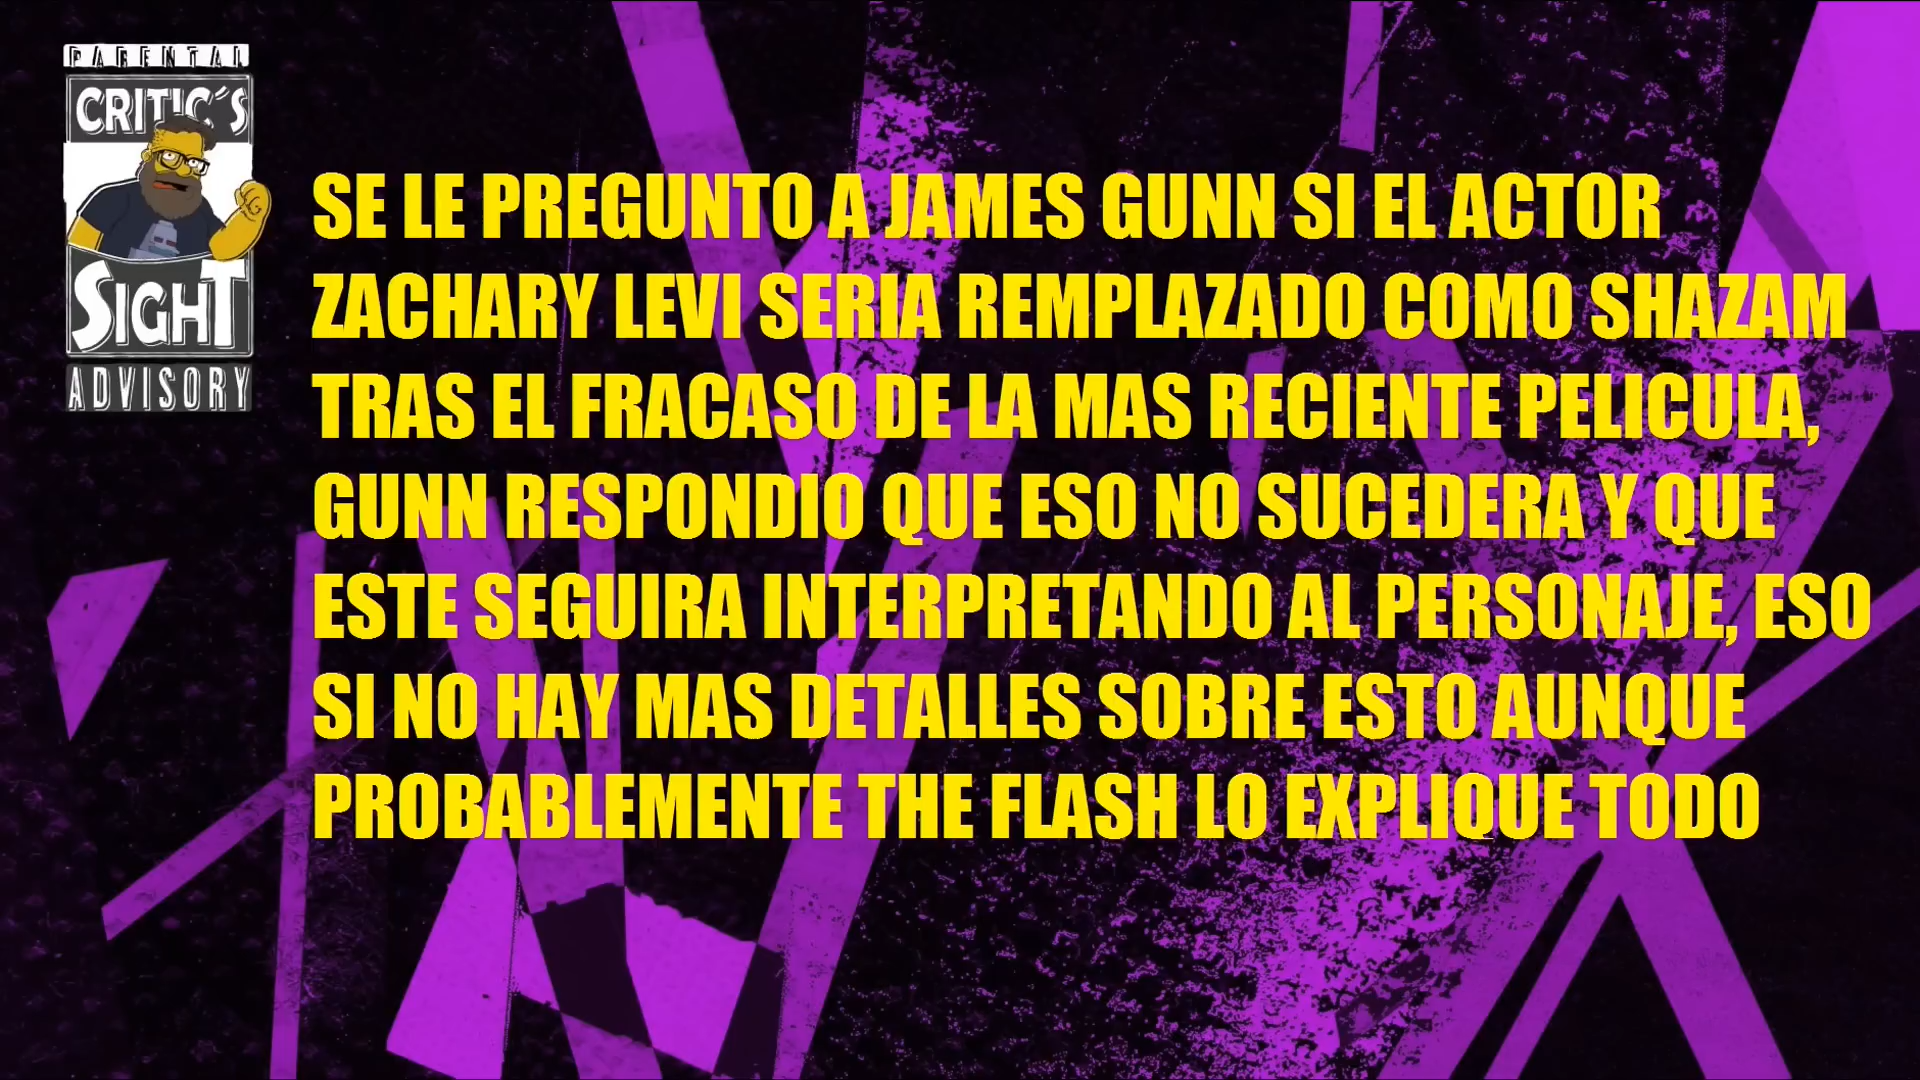 PARENTAL
CRITIC´S
SIGHT
ADVISORY
SE LE PREGUNTO A JAMES GUNN SI EL ACTOR
ZACHARY LEVI SERIA REMPLAZADO COMO SHAZAM
TRAS EL FRACASO DE LA MAS RECIENTE PELICULA,
GUNN RESPONDIO QUE ESO NO SUCEDERA Y QUE
ESTE SEGUIRA INTERPRETANDO AL PERSONAJE, ESO
SI NO HAY MAS DETALLES SOBRE ESTO AUNQUE
PROBABLEMENTE THE FLASH LO EXPLIQUE TODO